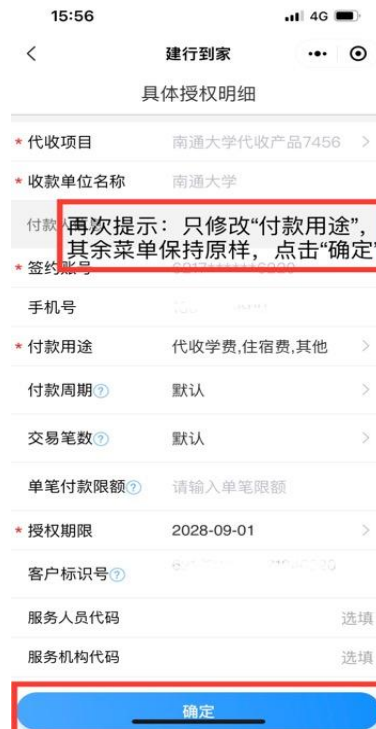 15:56 4G
建行到家
具体授权明细
* 代收项目 南通大学代收产品7456
* 收款单位名称 南通大学
付款人
再次提示：只修改“付款用途”，
其余菜单保持原样，点击“确定”
* 签约账号
手机号
* 付款用途 代收学费,住宿费,其他
付款周期? 默认
交易笔数? 默认
单笔付款限额? 请输入单笔限额
* 授权期限 2028-09-01
客户标识号?
服务人员代码 选填
服务机构代码 选填
确定